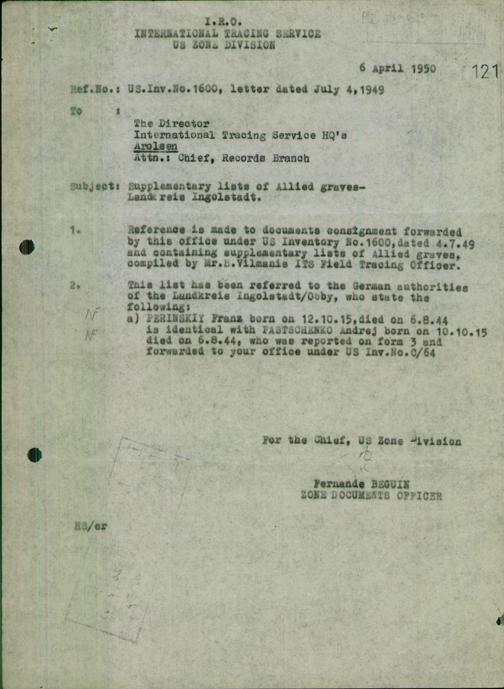 I.R.O.
INTERNATIONAL TRACING SERVICE
US ZONE DIVISION
6 April 1950
121
Ref.No.: US.Inv.No.1600, letter dated July 4,1949
To :
The Director
International Tracing Service HQ's
Arolsen
Attn.: Chief, Records Branch
Subject: Supplementary lists of Allied graves-
Landkreis Ingolstadt.
1. Reference is made to documents consignment forwarded
by this office under US Inventory No.1600,dated 4.7.49
and containing supplementary lists of Allied graves,
compiled by Mr.E.Vilmanis ITS Field Tracing Officer.
2. This list has been referred to the German authorities
of the Landkreis Ingolstadt/Obby, who state the
following:
NF a) PERINSKIY Franz born on 12.10.15,died on 6.8.44
NF is identical with PASTSCHENKO Andrej born on 10.10.15
died on 6.8.44, who was reported on form 3 and
forwarded to your office under US Inv.No.C/64
For the Chief, US Zone Division
Fernande BEGUIN
ZONE DOCUMENTS OFFICER
HS/er